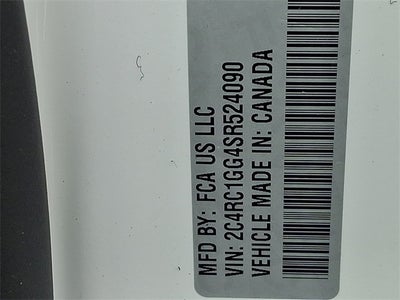 MFD BY: FCA US LLC
VIN: 2C4RC1GG4SR524090
VEHICLE MADE IN: CANADA